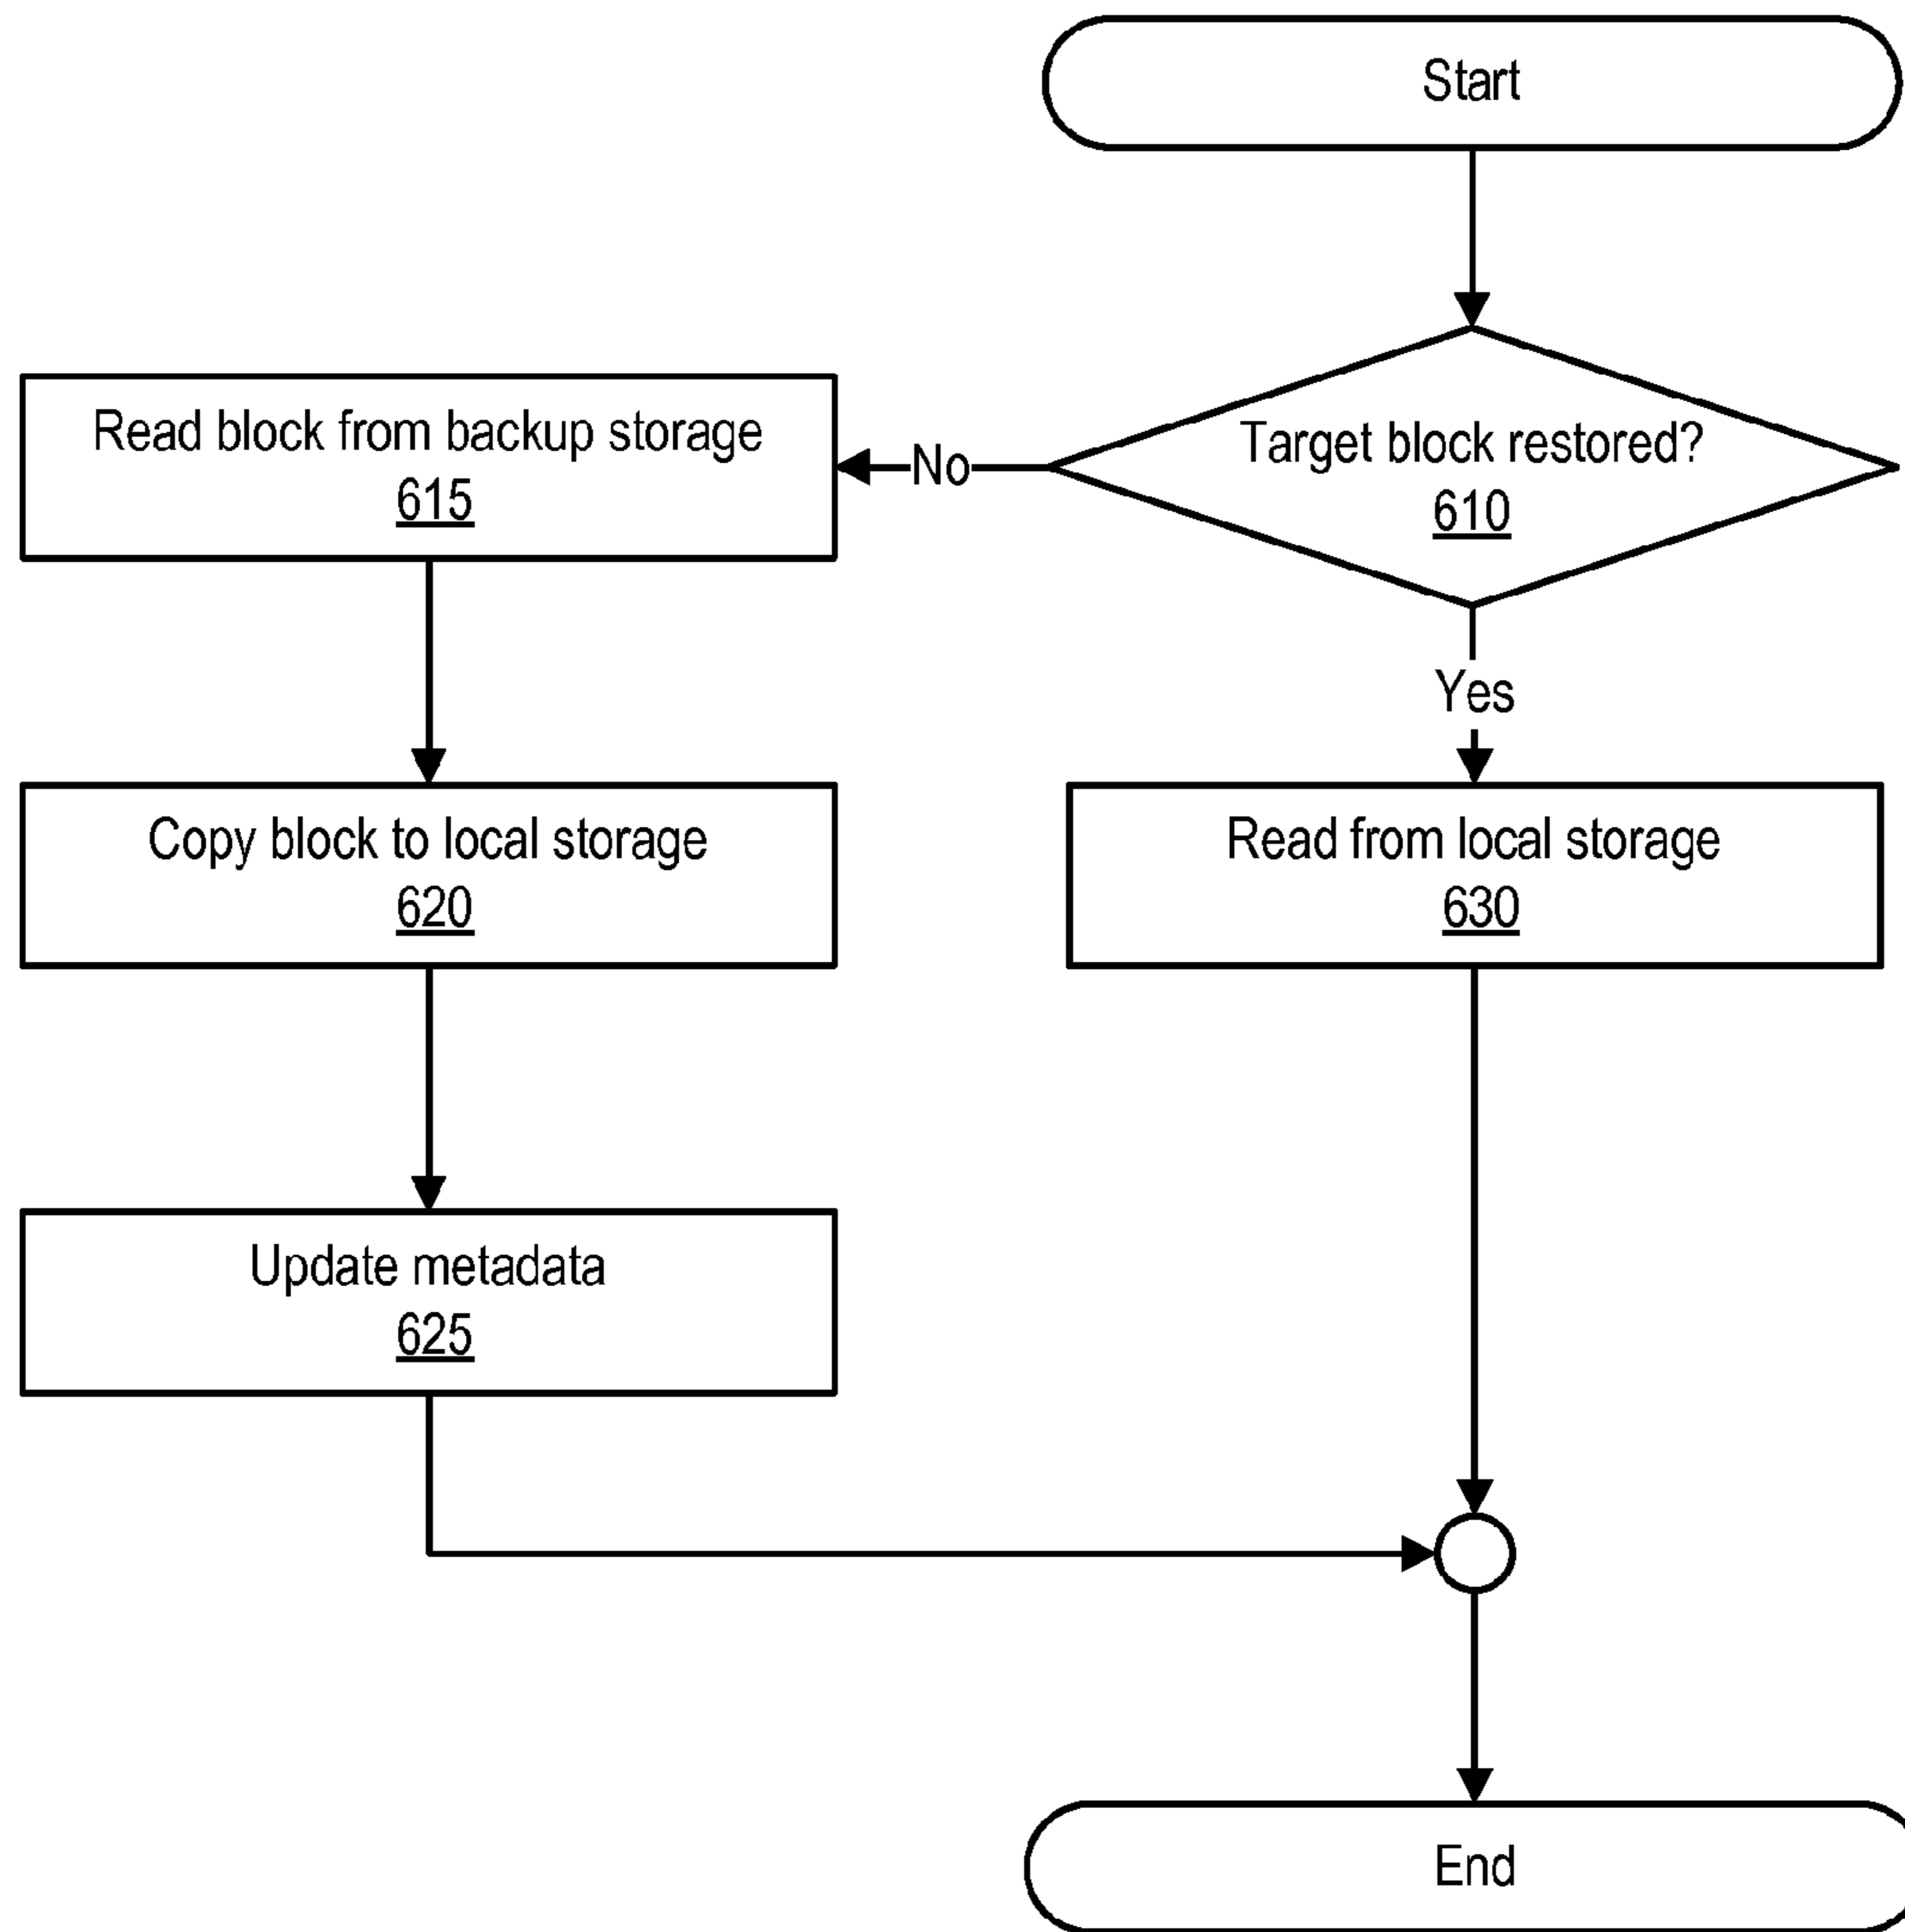 Start
Target block restored?
610
No
Read block from backup storage
615
Yes
Copy block to local storage
620
Read from local storage
630
Update metadata
625
End